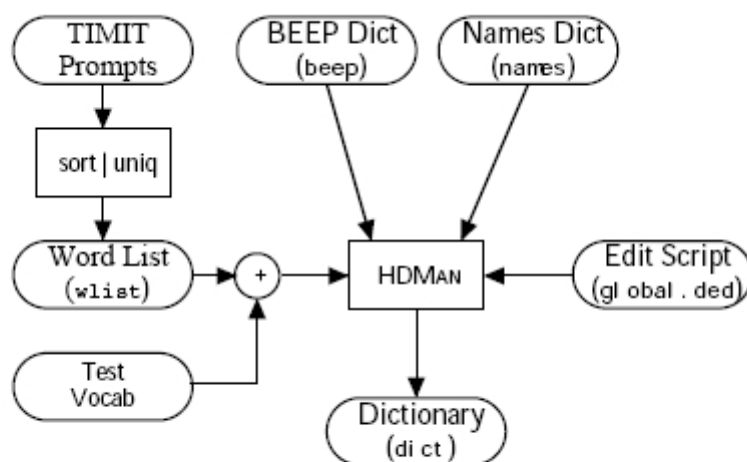 TIMIT
Prompts
BEEP Dict
(beep)
Names Dict
(names)
sort | uniq
Word List
(wlist)
+
HDMAN
Edit Script
(global.ded)
Test
Vocab
Dictionary
(dict)